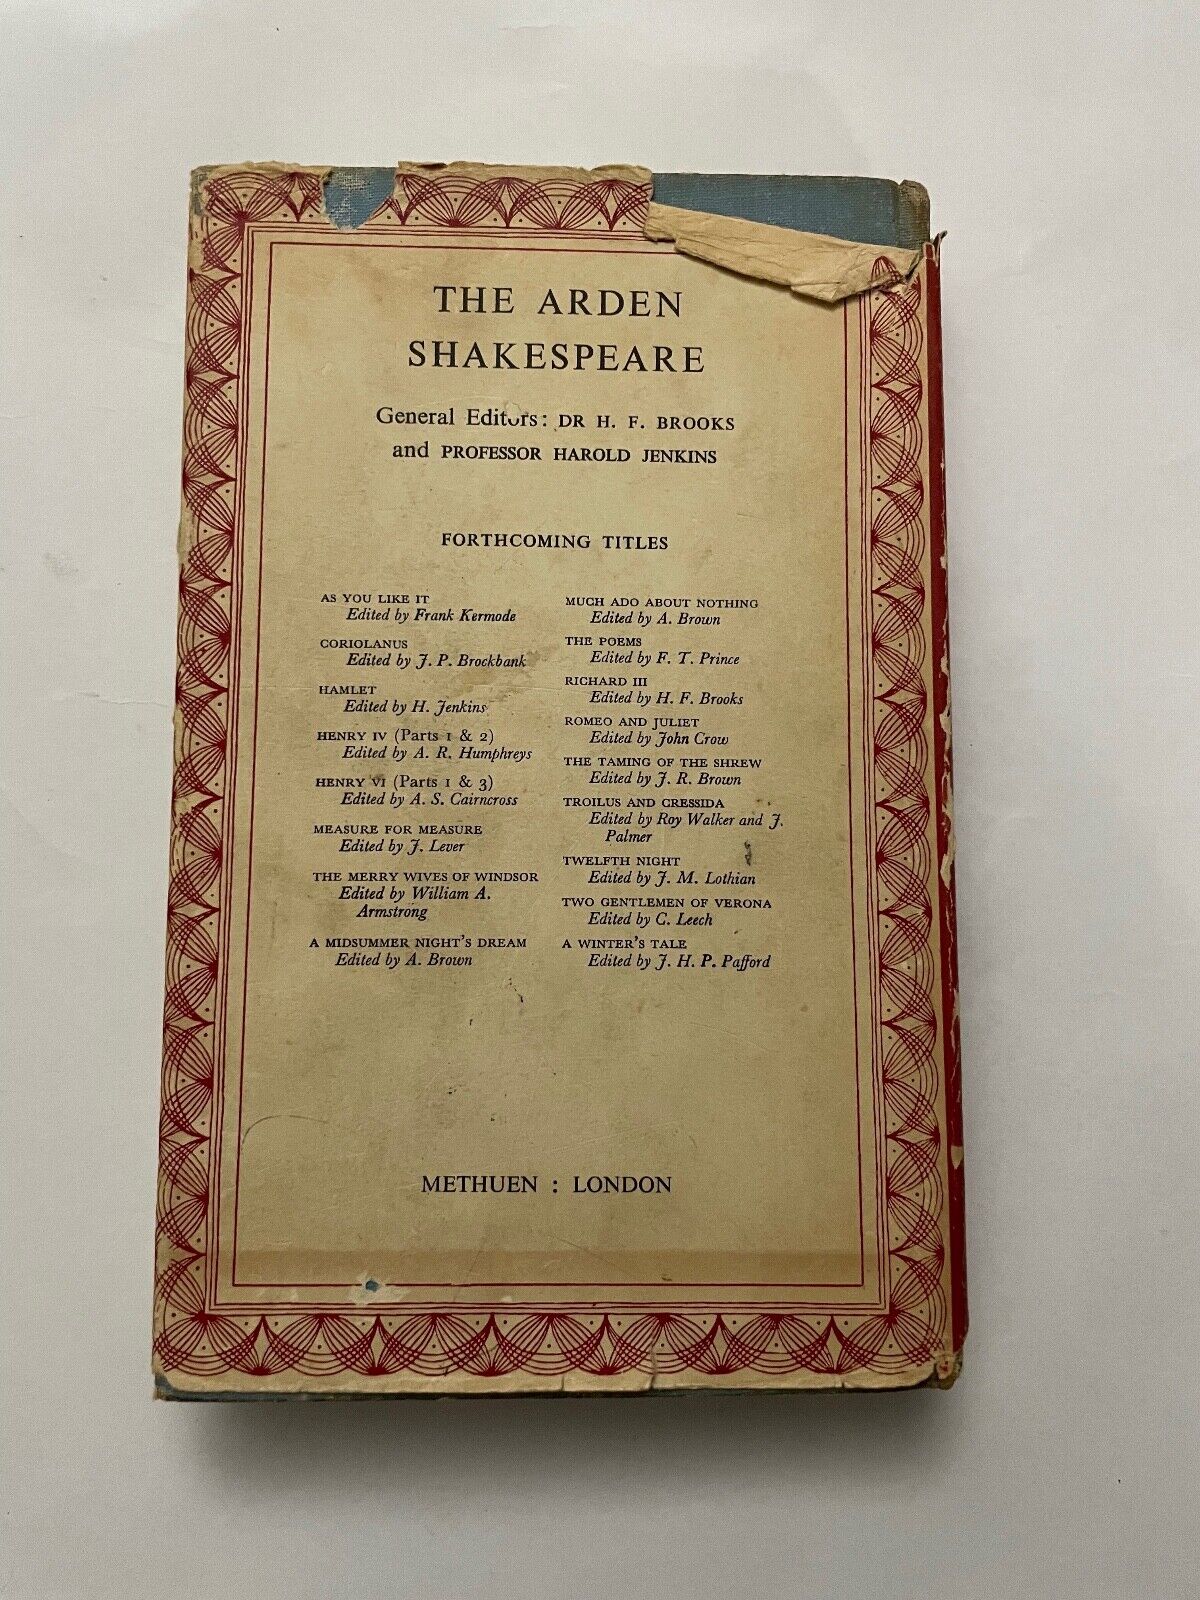 THE ARDEN
SHAKESPEARE
General Editors: DR H. F. BROOKS
and PROFESSOR HAROLD JENKINS
FORTHCOMING TITLES
AS YOU LIKE IT
Edited by Frank Kermode
CORIOLANUS
Edited by J. P. Brockbank
HAMLET
Edited by H. Jenkins
HENRY IV (Parts 1 & 2)
Edited by A. R. Humphreys
HENRY VI (Parts 1 & 3)
Edited by A. S. Cairncross
MEASURE FOR MEASURE
Edited by J. Lever
THE MERRY WIVES OF WINDSOR
Edited by William A.
Armstrong
A MIDSUMMER NIGHT'S DREAM
Edited by A. Brown
MUCH ADO ABOUT NOTHING
Edited by A. Brown
THE POEMS
Edited by F. T. Prince
RICHARD III
Edited by H. F. Brooks
ROMEO AND JULIET
Edited by John Crow
THE TAMING OF THE SHREW
Edited by J. R. Brown
TROILUS AND CRESSIDA
Edited by Roy Walker and J.
Palmer
TWELFTH NIGHT
Edited by J. M. Lothian
TWO GENTLEMEN OF VERONA
Edited by C. Leech
A WINTER'S TALE
Edited by J. H. P. Pafford
METHUEN : LONDON